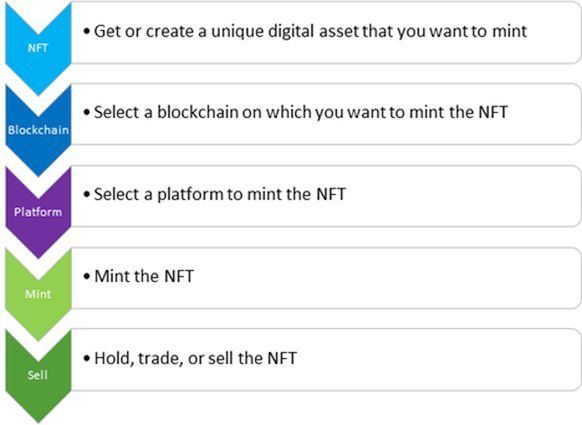 NFT
• Get or create a unique digital asset that you want to mint
Blockchain
• Select a blockchain on which you want to mint the NFT
Platform
• Select a platform to mint the NFT
Mint
• Mint the NFT
Sell
• Hold, trade, or sell the NFT